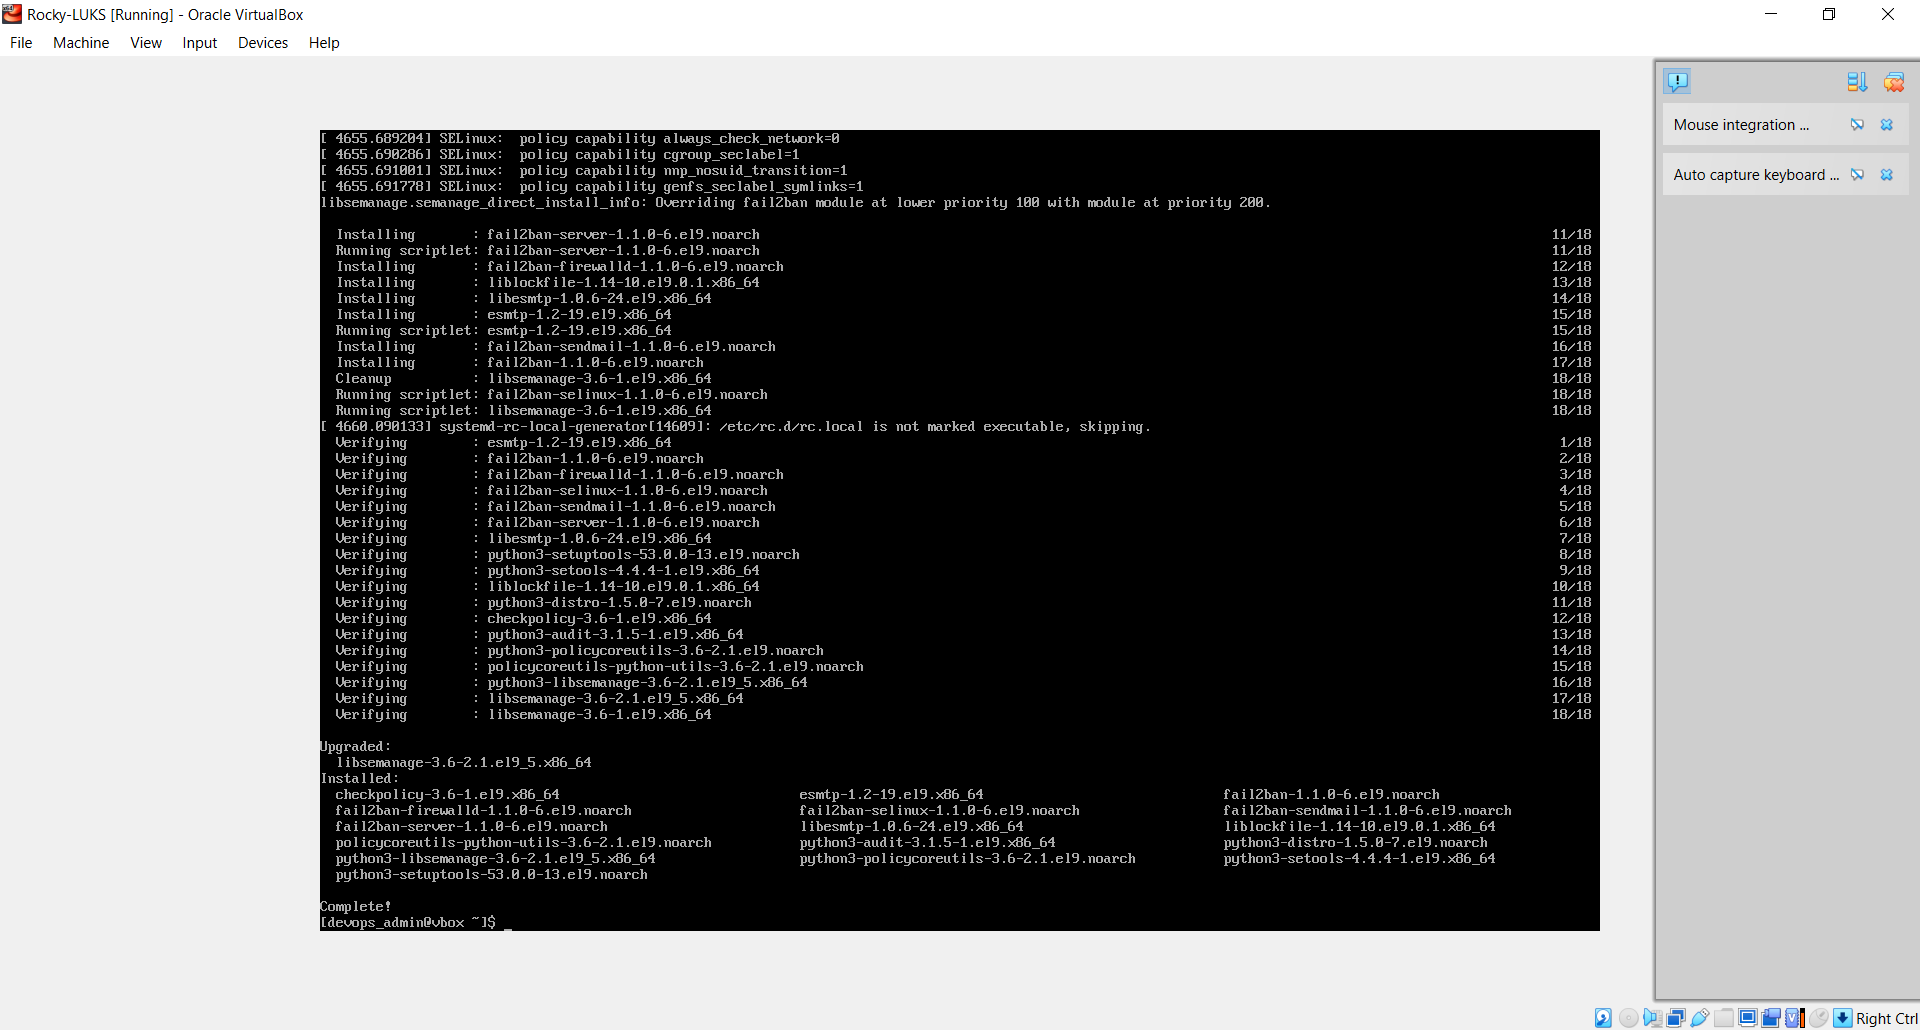 Rocky-LUKS [Running] - Oracle VirtualBox
File Machine View Input Devices Help
[ 4655.689204] SELinux:  policy capability always_check_network=0
[ 4655.690286] SELinux:  policy capability cgroup_seclabel=1
[ 4655.691001] SELinux:  policy capability nnp_nosuid_transition=1
[ 4655.691778] SELinux:  policy capability genfs_seclabel_symlinks=1
libsemanage.semanage_direct_install_info: Overriding fail2ban module at lower priority 100 with module at priority 200.
Installing : fail2ban-server-1.1.0-6.el9.noarch 11/18
Running scriptlet: fail2ban-server-1.1.0-6.el9.noarch 11/18
Installing : fail2ban-firewalld-1.1.0-6.el9.noarch 12/18
Installing : liblockfile-1.14-10.el9.0.1.x86_64 13/18
Installing : libesmtp-1.0.6-24.el9.x86_64 14/18
Installing : esmtp-1.2-19.el9.x86_64 15/18
Running scriptlet: esmtp-1.2-19.el9.x86_64 15/18
Installing : fail2ban-sendmail-1.1.0-6.el9.noarch 16/18
Installing : fail2ban-1.1.0-6.el9.noarch 17/18
Cleanup : libsemanage-3.6-1.el9.x86_64 18/18
Running scriptlet: fail2ban-selinux-1.1.0-6.el9.noarch 18/18
Running scriptlet: libsemanage-3.6-1.el9.x86_64 18/18
[ 4660.090133] systemd-rc-local-generator[14609]: /etc/rc.d/rc.local is not marked executable, skipping.
Verifying : esmtp-1.2-19.el9.x86_64 1/18
Verifying : fail2ban-1.1.0-6.el9.noarch 2/18
Verifying : fail2ban-firewalld-1.1.0-6.el9.noarch 3/18
Verifying : fail2ban-selinux-1.1.0-6.el9.noarch 4/18
Verifying : fail2ban-sendmail-1.1.0-6.el9.noarch 5/18
Verifying : fail2ban-server-1.1.0-6.el9.noarch 6/18
Verifying : libesmtp-1.0.6-24.el9.x86_64 7/18
Verifying : python3-setuptools-53.0.0-13.el9.noarch 8/18
Verifying : python3-setools-4.4.4-1.el9.x86_64 9/18
Verifying : liblockfile-1.14-10.el9.0.1.x86_64 10/18
Verifying : python3-distro-1.5.0-7.el9.noarch 11/18
Verifying : checkpolicy-3.6-1.el9.x86_64 12/18
Verifying : python3-audit-3.1.5-1.el9.x86_64 13/18
Verifying : python3-policycoreutils-3.6-2.1.el9.noarch 14/18
Verifying : policycoreutils-python-utils-3.6-2.1.el9.noarch 15/18
Verifying : python3-libsemanage-3.6-2.1.el9_5.x86_64 16/18
Verifying : libsemanage-3.6-2.1.el9_5.x86_64 17/18
Verifying : libsemanage-3.6-1.el9.x86_64 18/18
Upgraded:
libsemanage-3.6-2.1.el9_5.x86_64
Installed:
checkpolicy-3.6-1.el9.x86_64 esmtp-1.2-19.el9.x86_64 fail2ban-1.1.0-6.el9.noarch
fail2ban-firewalld-1.1.0-6.el9.noarch fail2ban-selinux-1.1.0-6.el9.noarch fail2ban-sendmail-1.1.0-6.el9.noarch
fail2ban-server-1.1.0-6.el9.noarch libesmtp-1.0.6-24.el9.x86_64 liblockfile-1.14-10.el9.0.1.x86_64
policycoreutils-python-utils-3.6-2.1.el9.noarch python3-audit-3.1.5-1.el9.x86_64 python3-distro-1.5.0-7.el9.noarch
python3-libsemanage-3.6-2.1.el9_5.x86_64 python3-policycoreutils-3.6-2.1.el9.noarch python3-setools-4.4.4-1.el9.x86_64
python3-setuptools-53.0.0-13.el9.noarch
Complete!
[devops_admin@vbox ~]$ _
Mouse integration ...
Auto capture keyboard ...
Right Ctrl